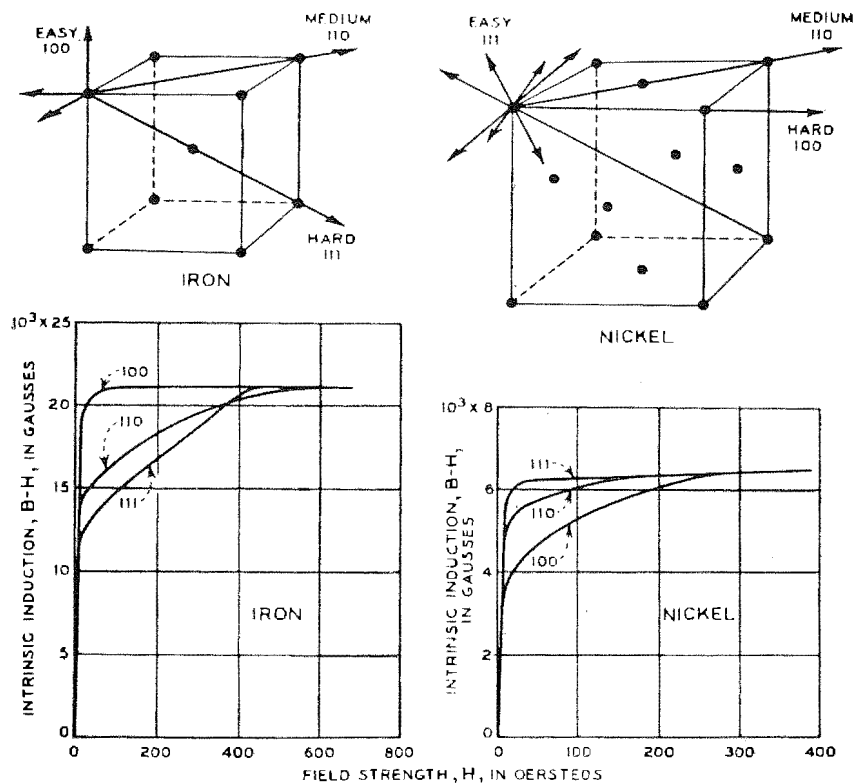 EASY
100
MEDIUM
110
HARD
111
IRON
EASY
111
MEDIUM
110
HARD
100
NICKEL
10³ × 25
20
15
10
5
0
INTRINSIC INDUCTION, B-H, IN GAUSSES
100
110
111
IRON
0
200
400
600
800
10³ × 8
6
4
2
0
INTRINSIC INDUCTION, B-H,
IN GAUSSES
111
110
100
NICKEL
0
100
200
300
400
FIELD STRENGTH, H, IN OERSTEDS